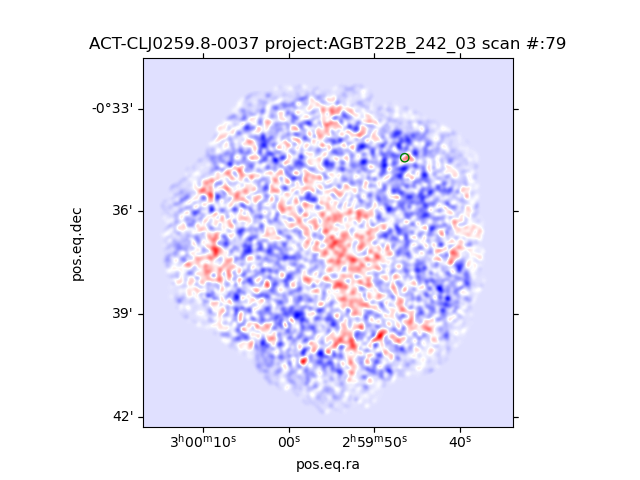 ACT-CLJ0259.8-0037 project:AGBT22B_242_03 scan #:79
-0°33'
36'
39'
42'
pos.eq.dec
3ʰ00ᵐ10ˢ 00ˢ 2ʰ59ᵐ50ˢ 40ˢ
pos.eq.ra